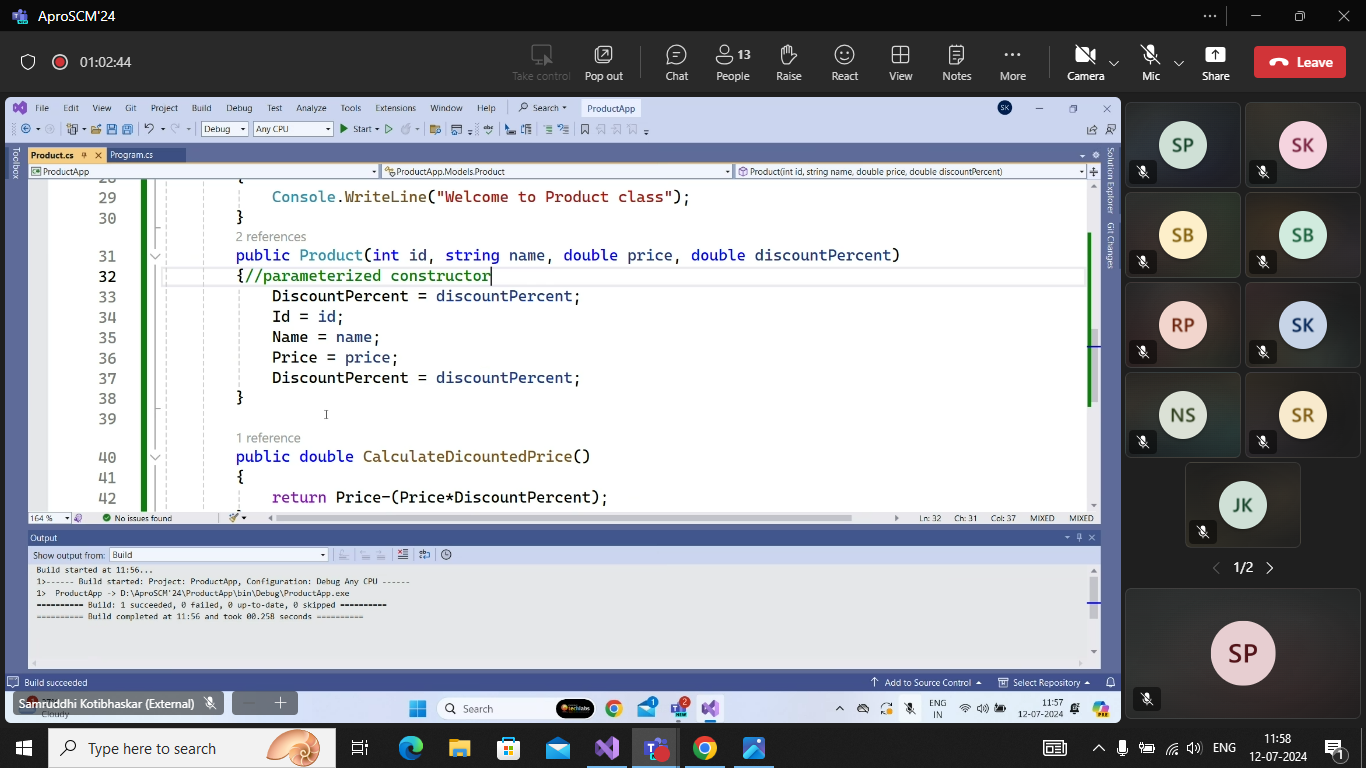 AproSCM'24
01:02:44
Take control
Pop out
Chat
13
People
Raise
React
View
Notes
More
Camera
Mic
Share
Leave
File Edit View Git Project Build Debug Test Analyze Tools Extensions Window Help Search ProductApp
SK
Debug Any CPU Start
Toolbox
Product.cs Program.cs
ProductApp ProductApp.Models.Product Product(int id, string name, double price, double discountPercent)
Solution Explorer Git Changes
29 Console.WriteLine("Welcome to Product class");
30 }
2 references
31 public Product(int id, string name, double price, double discountPercent)
32 {//parameterized constructor
33 DiscountPercent = discountPercent;
34 Id = id;
35 Name = name;
36 Price = price;
37 DiscountPercent = discountPercent;
38 }
39
1 reference
40 public double CalculateDicountedPrice()
41 {
42 return Price-(Price*DiscountPercent);
164 % No issues found Ln: 32 Ch: 31 Col: 37 MIXED MIXED
Output
Show output from: Build
Build started at 11:56...
1>------ Build started: Project: ProductApp, Configuration: Debug Any CPU ------
1> ProductApp -> D:\AproSCM'24\ProductApp\bin\Debug\ProductApp.exe
========== Build: 1 succeeded, 0 failed, 0 up-to-date, 0 skipped ==========
========== Build completed at 11:56 and took 00.258 seconds ==========
Build succeeded
Add to Source Control Select Repository
Samruddhi Kotibhaskar (External)
Cloudy
Search
1
2
ENG
IN
11:57
12-07-2024
SP
SK
SB
SB
RP
SK
NS
SR
JK
1/2
SP
Type here to search
ENG
11:58
12-07-2024
1